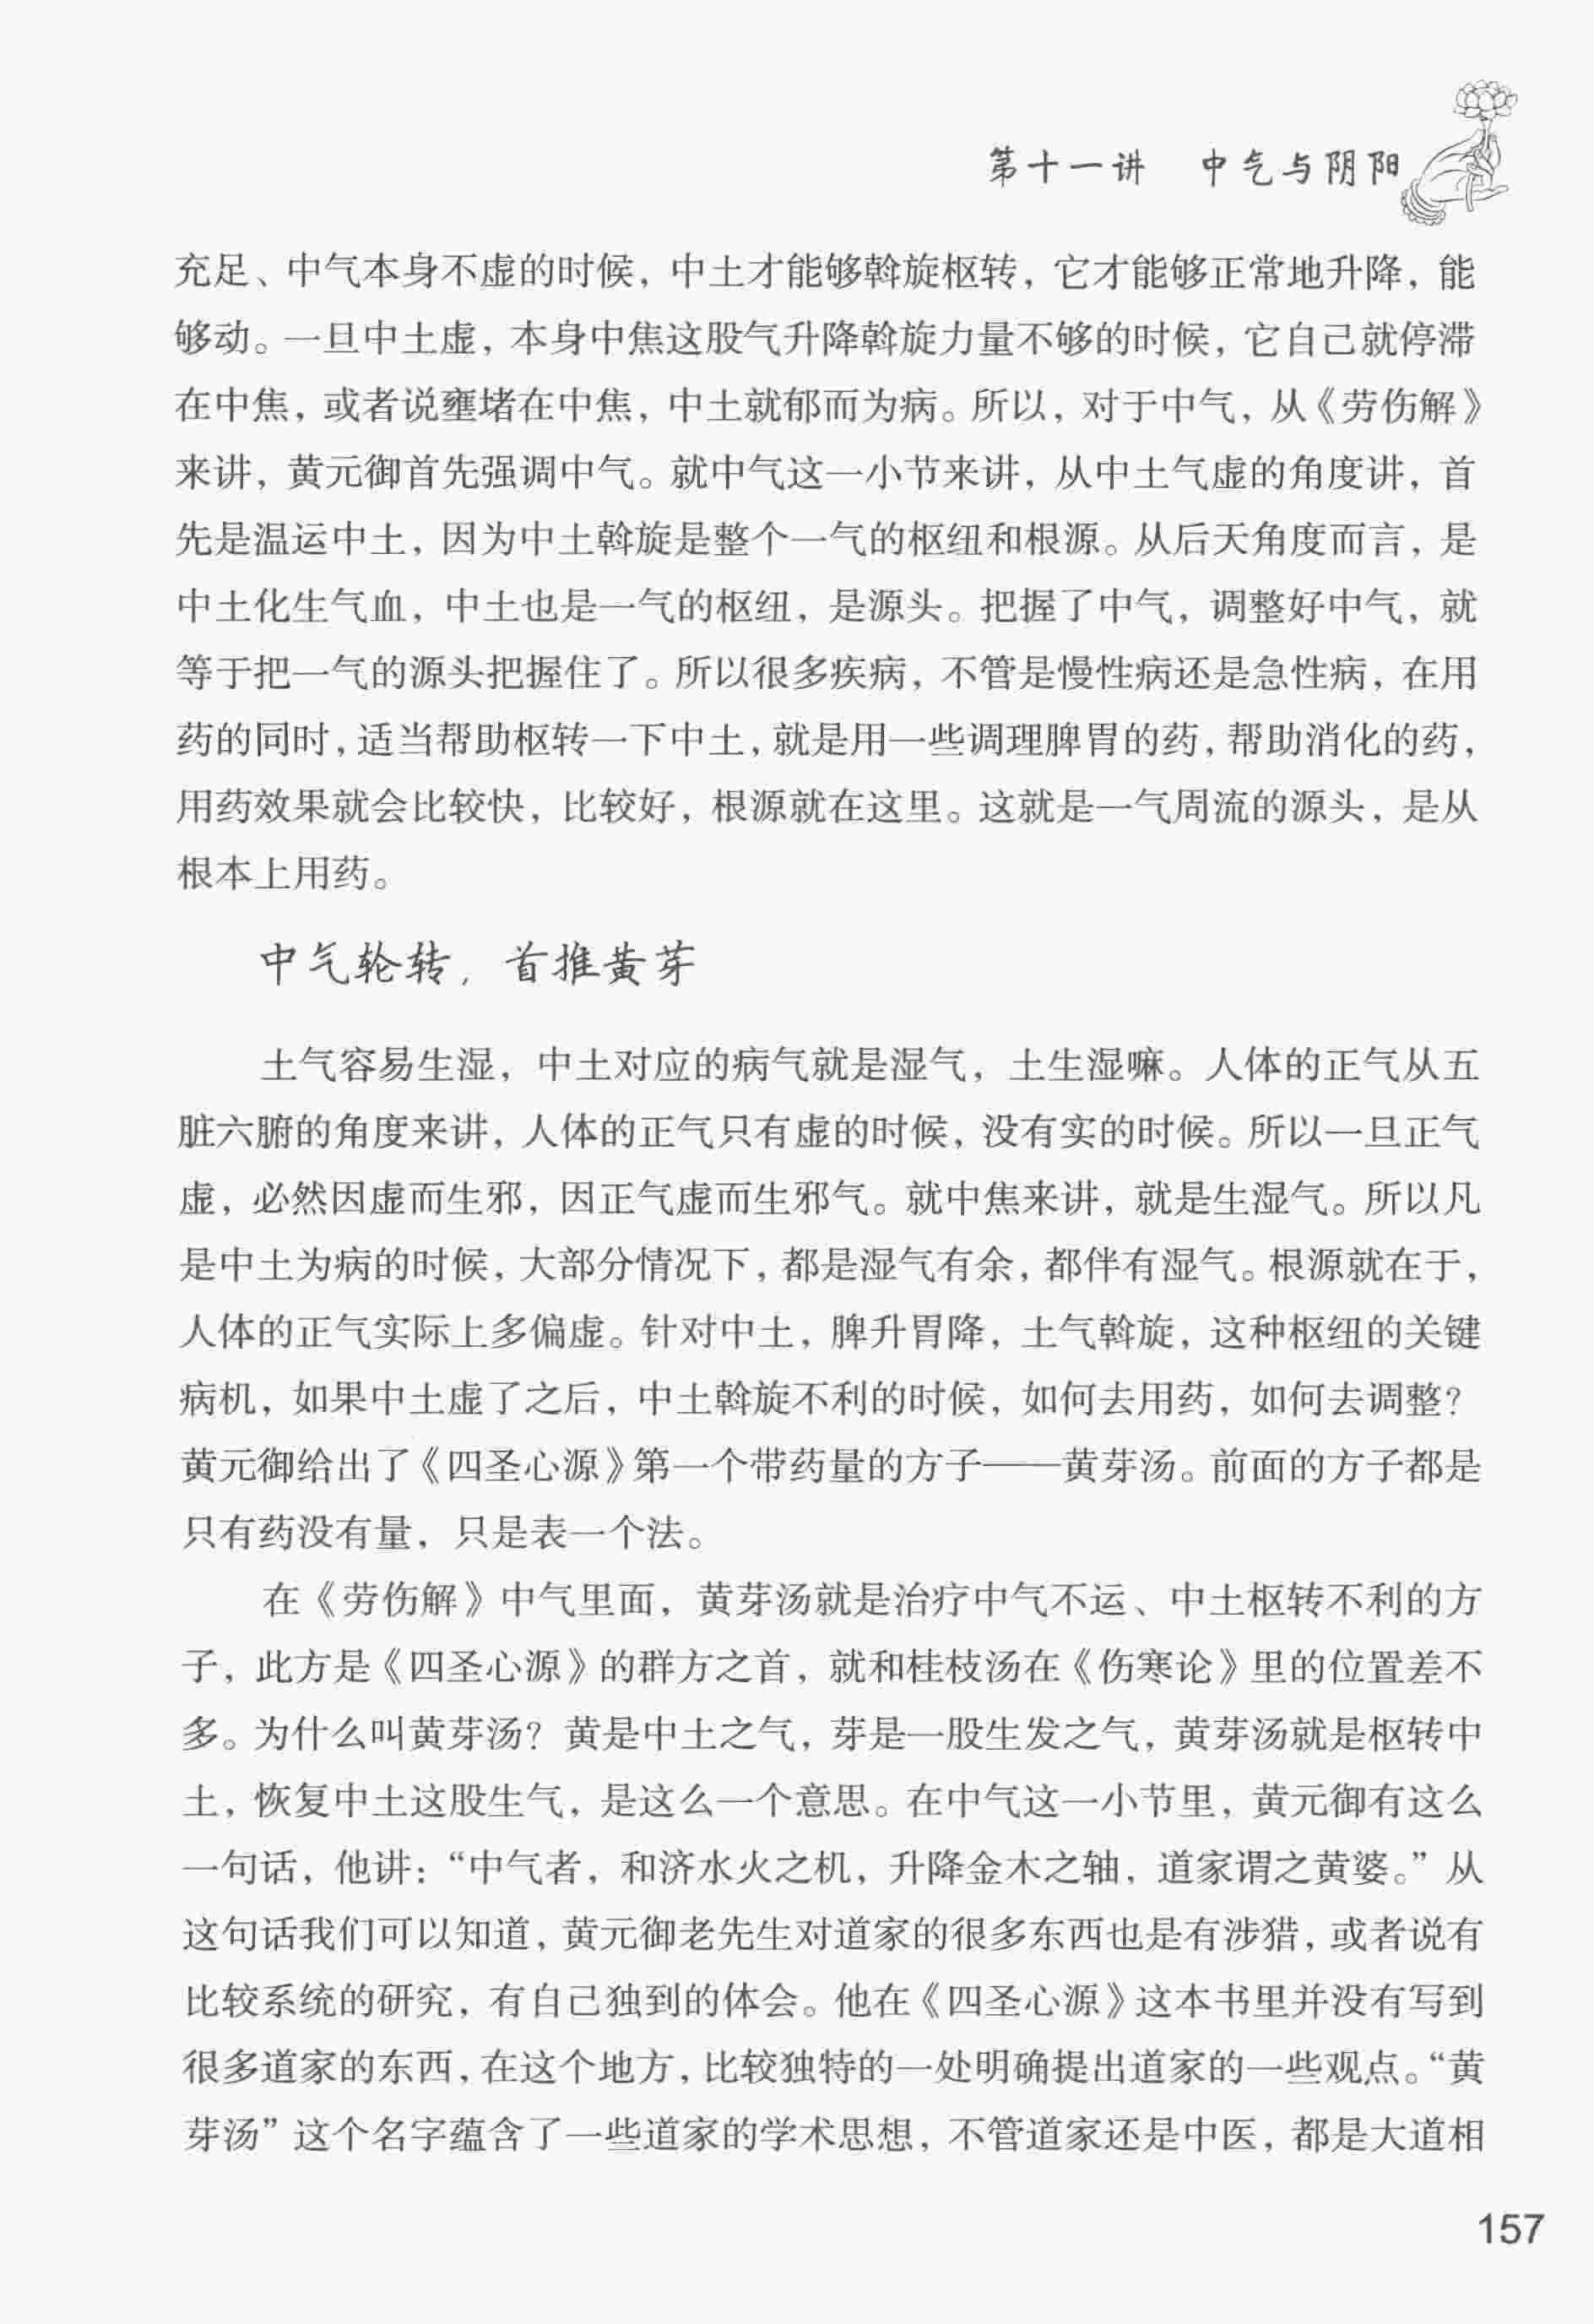 第十一讲 中气与阴阳
充足、中气本身不虚的时候，中土才能够斡旋枢转，它才能够正常地升降，能
够动。一旦中土虚，本身中焦这股气升降斡旋力量不够的时候，它自己就停滞
在中焦，或者说壅堵在中焦，中土就郁而为病。所以，对于中气，从《劳伤解》
来讲，黄元御首先强调中气。就中气这一小节来讲，从中土气虚的角度讲，首
先是温运中土，因为中土斡旋是整个一气的枢纽和根源。从后天角度而言，是
中土化生气血，中土也是一气的枢纽，是源头。把握了中气，调整好中气，就
等于把一气的源头把握住了。所以很多疾病，不管是慢性病还是急性病，在用
药的同时，适当帮助枢转一下中土，就是用一些调理脾胃的药，帮助消化的药，
用药效果就会比较快，比较好，根源就在这里。这就是一气周流的源头，是从
根本上用药。
中气轮转，首推黄芽
土气容易生湿，中土对应的病气就是湿气，土生湿嘛。人体的正气从五
脏六腑的角度来讲，人体的正气只有虚的时候，没有实的时候。所以一旦正气
虚，必然因虚而生邪，因正气虚而生邪气。就中焦来讲，就是生湿气。所以凡
是中土为病的时候，大部分情况下，都是湿气有余，都伴有湿气。根源就在于，
人体的正气实际上多偏虚。针对中土，脾升胃降，土气斡旋，这种枢纽的关键
病机，如果中土虚了之后，中土斡旋不利的时候，如何去用药，如何去调整？
黄元御给出了《四圣心源》第一个带药量的方子——黄芽汤。前面的方子都是
只有药没有量，只是表一个法。
在《劳伤解》中气里面，黄芽汤就是治疗中气不运、中土枢转不利的方
子，此方是《四圣心源》的群方之首，就和桂枝汤在《伤寒论》里的位置差不
多。为什么叫黄芽汤？黄是中土之气，芽是一股生发之气，黄芽汤就是枢转中
土，恢复中土这股生气，是这么一个意思。在中气这一小节里，黄元御有这么
一句话，他讲：“中气者，和济水火之机，升降金木之轴，道家谓之黄婆。”从
这句话我们可以知道，黄元御老先生对道家的很多东西也是有涉猎，或者说有
比较系统的研究，有自己独到的体会。他在《四圣心源》这本书里并没有写到
很多道家的东西，在这个地方，比较独特的一处明确提出道家的一些观点。“黄
芽汤”这个名字蕴含了一些道家的学术思想，不管道家还是中医，都是大道相
157